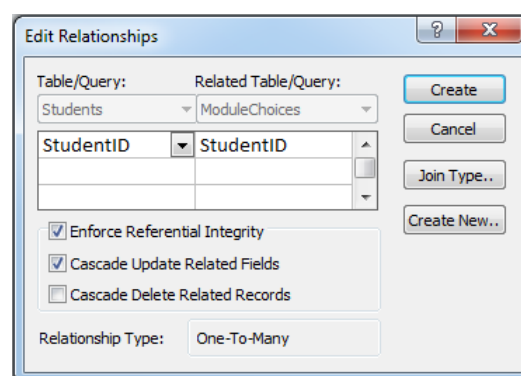 Edit Relationships
Table/Query: Related Table/Query:
Students ModuleChoices
StudentID StudentID
Enforce Referential Integrity
Cascade Update Related Fields
Cascade Delete Related Records
Relationship Type: One-To-Many
Create
Cancel
Join Type..
Create New..